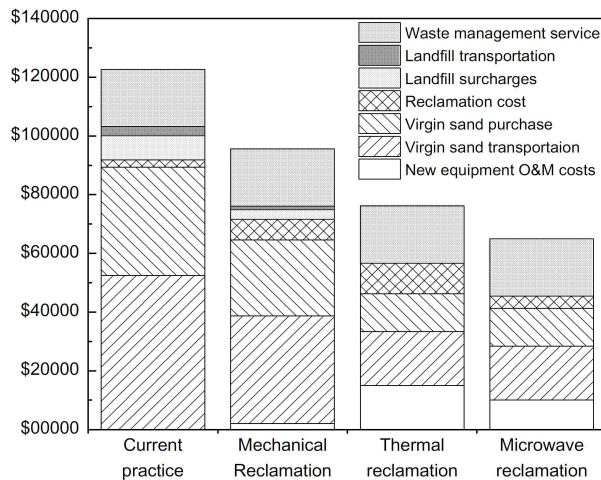 $140000
$120000
$100000
$80000
$60000
$40000
$20000
$00000
Waste management service
Landfill transportation
Landfill surcharges
Reclamation cost
Virgin sand purchase
Virgin sand transportaion
New equipment O&M costs
Current
practice
Mechanical
Reclamation
Thermal
reclamation
Microwave
reclamation